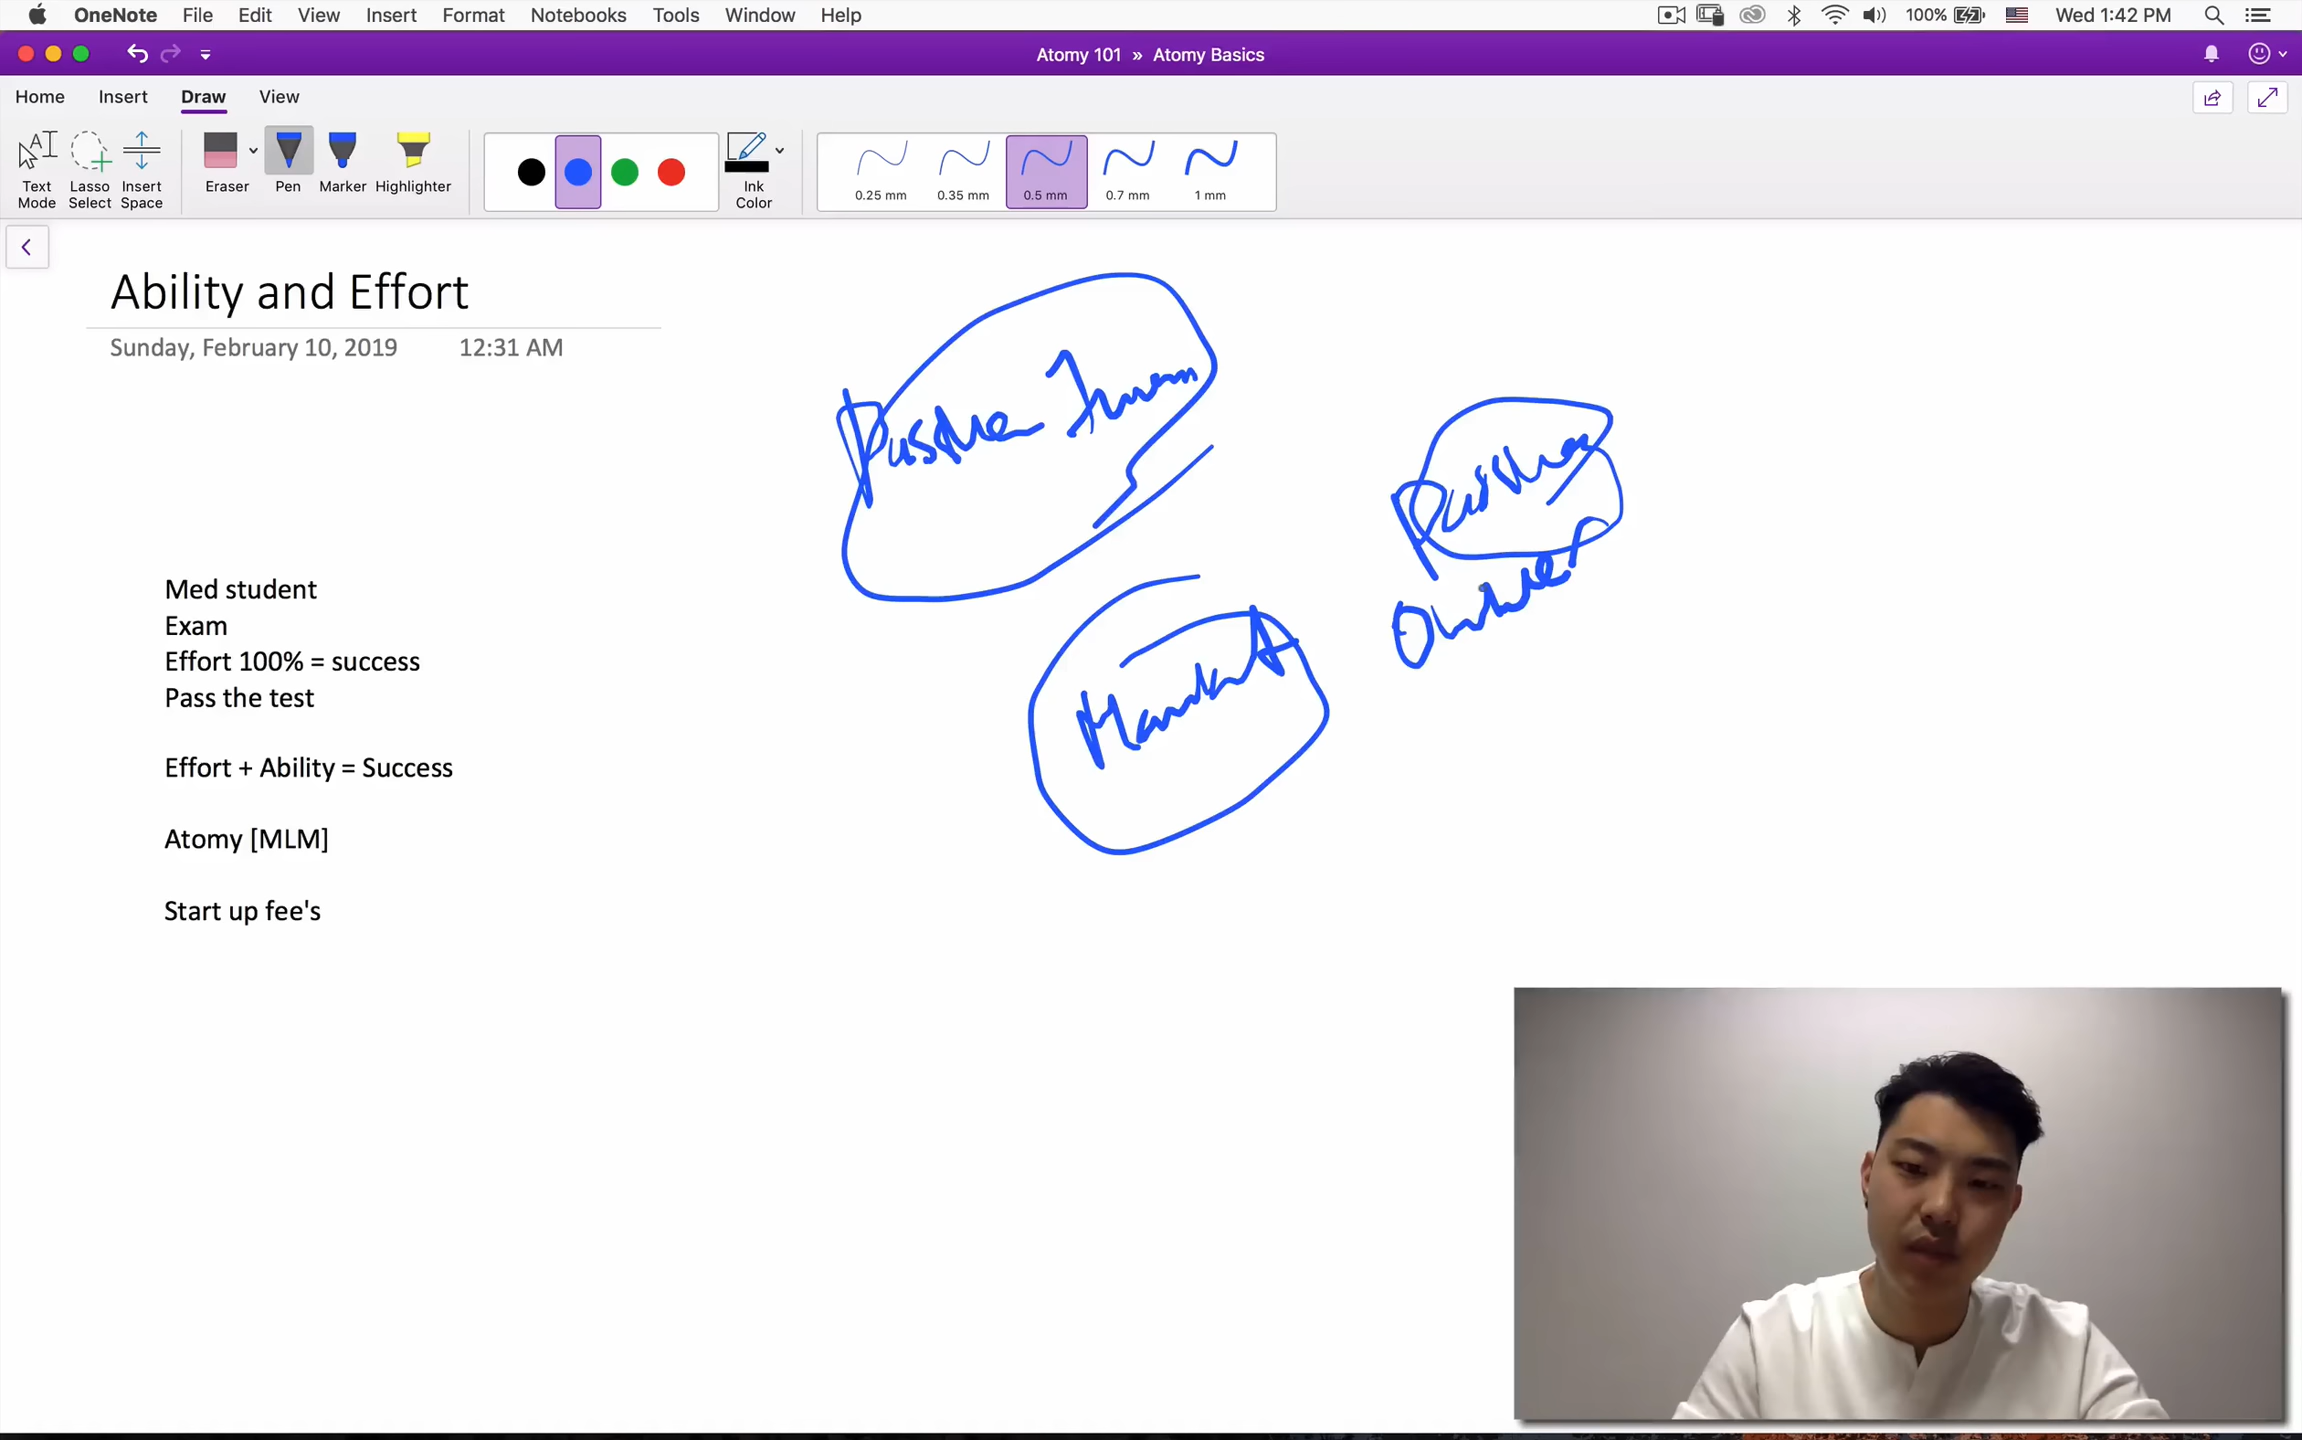 OneNote File Edit View Insert Format Notebooks Tools Window Help 100% Wed 1:42 PM
Atomy 101 » Atomy Basics
Home Insert Draw View
Text Mode Lasso Select Insert Space Eraser Pen Marker Highlighter Ink Color 0.25 mm 0.35 mm 0.5 mm 0.7 mm 1 mm
Ability and Effort
Sunday, February 10, 2019 12:31 AM
Med student
Exam
Effort 100% = success
Pass the test
Effort + Ability = Success
Atomy [MLM]
Start up fee's